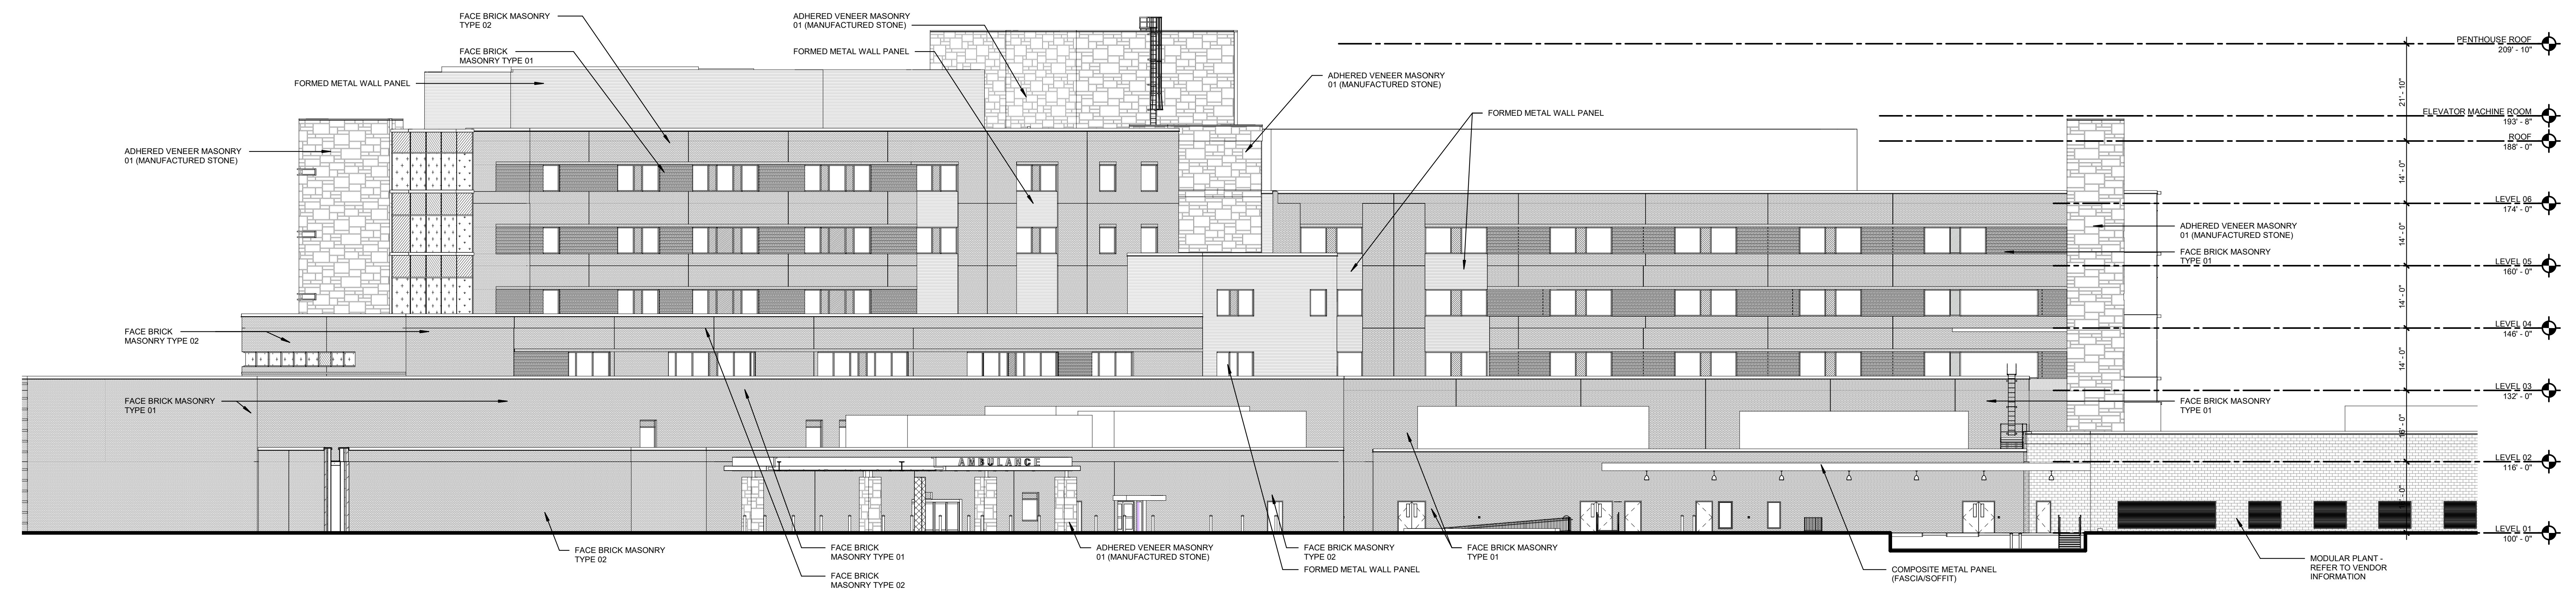 FACE BRICK MASONRY
TYPE 02
ADHERED VENEER MASONRY
01 (MANUFACTURED STONE)
FACE BRICK
MASONRY TYPE 01
FORMED METAL WALL PANEL
FORMED METAL WALL PANEL
ADHERED VENEER MASONRY
01 (MANUFACTURED STONE)
FORMED METAL WALL PANEL
ADHERED VENEER MASONRY
01 (MANUFACTURED STONE)
PENTHOUSE ROOF
209' - 10"
21' - 10"
ELEVATOR MACHINE ROOM
193' - 8"
ROOF
188' - 0"
14' - 0"
LEVEL 06
174' - 0"
ADHERED VENEER MASONRY
01 (MANUFACTURED STONE)
14' - 0"
FACE BRICK MASONRY
TYPE 01
LEVEL 05
160' - 0"
14' - 0"
LEVEL 04
146' - 0"
FACE BRICK
MASONRY TYPE 02
14' - 0"
LEVEL 03
132' - 0"
FACE BRICK MASONRY
TYPE 01
FACE BRICK MASONRY
TYPE 01
16' - 0"
AMBULANCE
LEVEL 02
116' - 0"
LEVEL 01
100' - 0"
FACE BRICK MASONRY
TYPE 02
FACE BRICK
MASONRY TYPE 01
ADHERED VENEER MASONRY
01 (MANUFACTURED STONE)
FACE BRICK MASONRY
TYPE 02
FACE BRICK MASONRY
TYPE 01
FACE BRICK
MASONRY TYPE 02
FORMED METAL WALL PANEL
COMPOSITE METAL PANEL
(FASCIA/SOFFIT)
MODULAR PLANT -
REFER TO VENDOR
INFORMATION